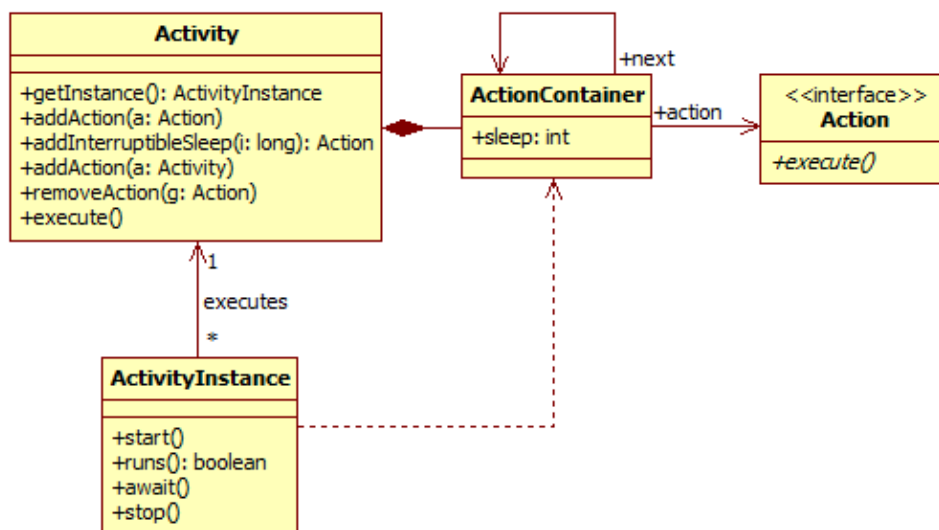 Activity
+getInstance(): ActivityInstance
+addAction(a: Action)
+addInterruptibleSleep(i: long): Action
+addAction(a: Activity)
+removeAction(g: Action)
+execute()
+next
ActionContainer
+sleep: int
+action
<<interface>>
Action
+execute()
1
executes
*
ActivityInstance
+start()
+runs(): boolean
+await()
+stop()